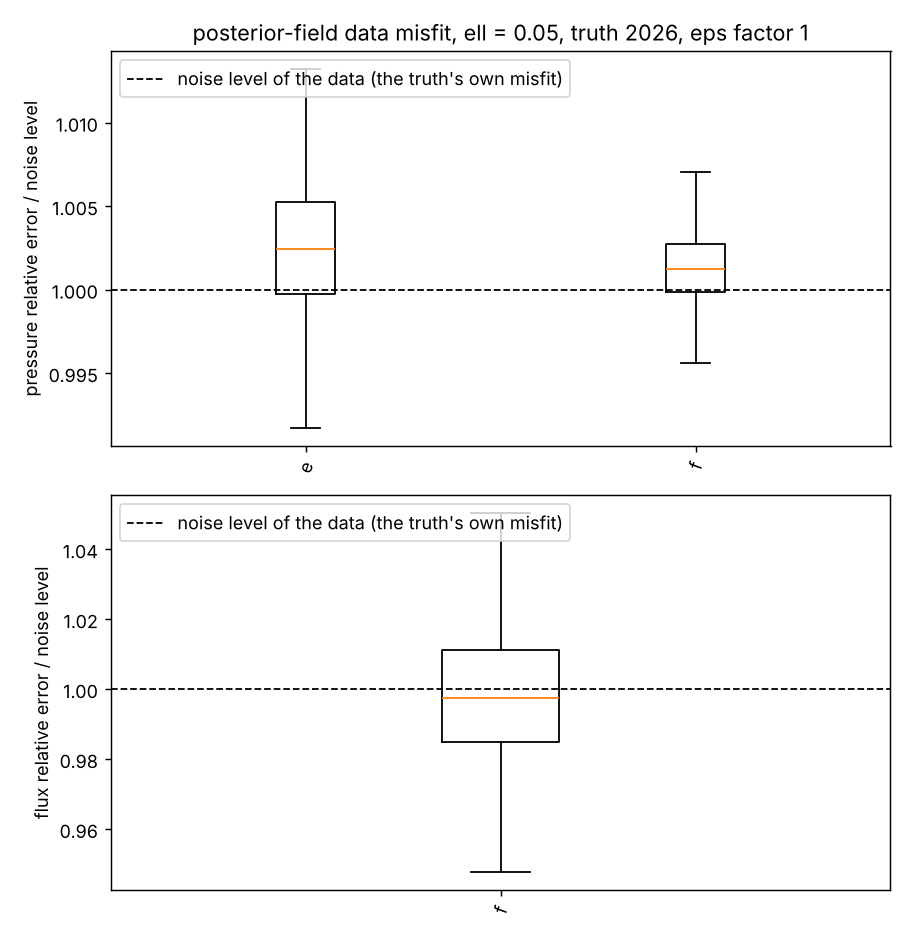 posterior-field data misfit, ell = 0.05, truth 2026, eps factor 1
noise level of the data (the truth's own misfit)
pressure relative error / noise level
1.010
1.005
1.000
0.995
e
f
noise level of the data (the truth's own misfit)
flux relative error / noise level
1.04
1.02
1.00
0.98
0.96
f